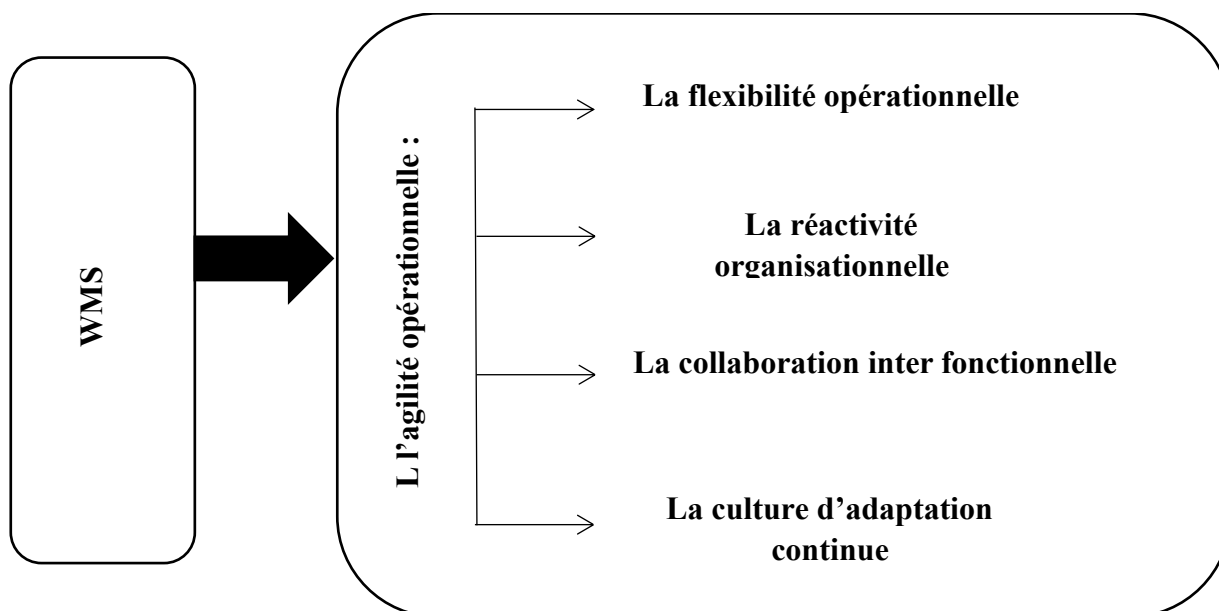 WMS
L l’agilité opérationnelle :
La flexibilité opérationnelle
La réactivité
organisationnelle
La collaboration inter fonctionnelle
La culture d’adaptation
continue